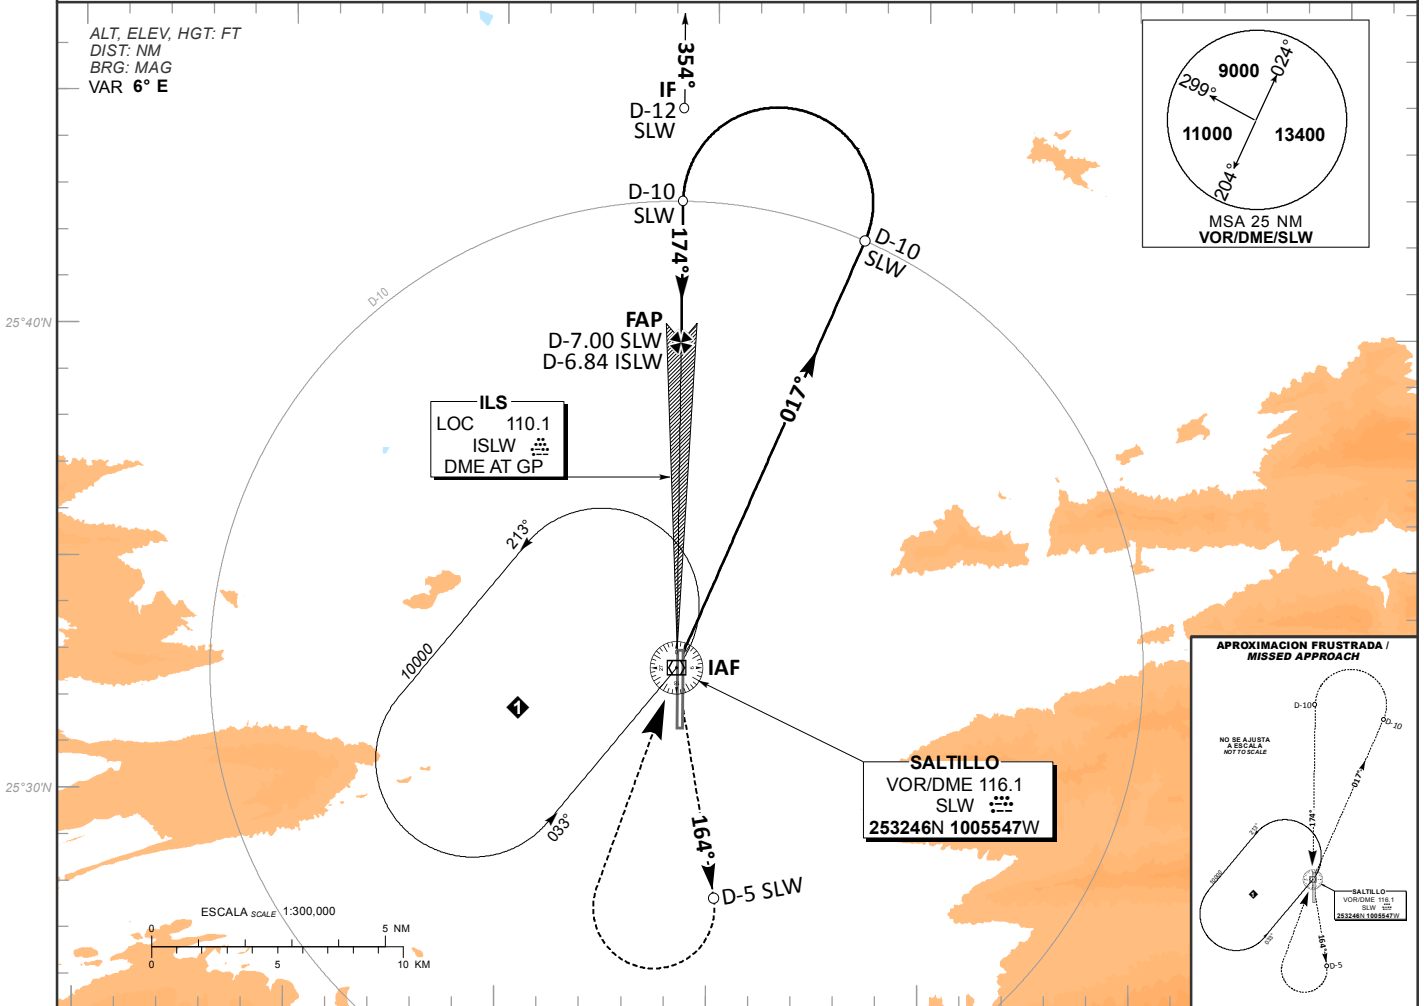 ALT, ELEV, HGT: FT
DIST: NM
BRG: MAG
VAR 6° E
354°
IF
D-12
SLW
D-10
SLW
174°
D-10
SLW
017°
D-10
25°40'N
FAP
D-7.00 SLW
D-6.84 ISLW
ILS
LOC 110.1
ISLW
DME AT GP
9000
024°
299°
11000
13400
204°
MSA 25 NM
VOR/DME/SLW
213°
10000
1
033°
IAF
SALTILLO
VOR/DME 116.1
SLW
253246N 1005547W
164°
D-5 SLW
25°30'N
ESCALA SCALE 1:300,000
0 5 NM
0 5 10 KM
APROXIMACION FRUSTRADA /
MISSED APPROACH
D-10
D-10
NO SE AJUSTA
A ESCALA
NOT TO SCALE
017°
174°
213°
10000
033°
SALTILLO
VOR/DME 116.1
SLW
253246N 1005547W
164°
D-5